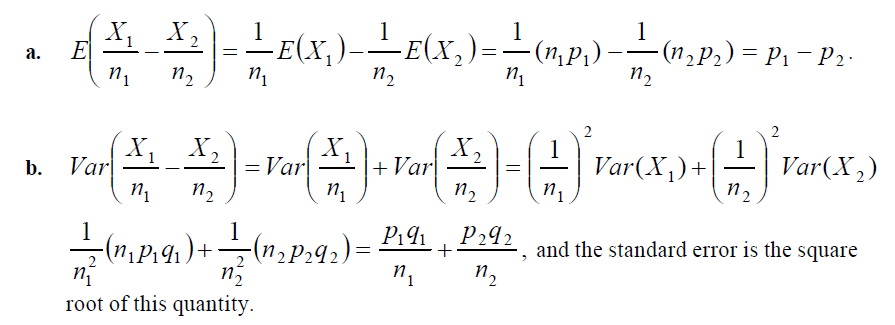 a. E(X₁/n₁ − X₂/n₂) = 1/n₁ E(X₁) − 1/n₂ E(X₂) = 1/n₁ (n₁p₁) − 1/n₂ (n₂p₂) = p₁ − p₂.
b. Var(X₁/n₁ − X₂/n₂) = Var(X₁/n₁) + Var(X₂/n₂) = (1/n₁)² Var(X₁) + (1/n₂)² Var(X₂)
1/n₁² (n₁p₁q₁) + 1/n₂² (n₂p₂q₂) = p₁q₁/n₁ + p₂q₂/n₂, and the standard error is the square
root of this quantity.